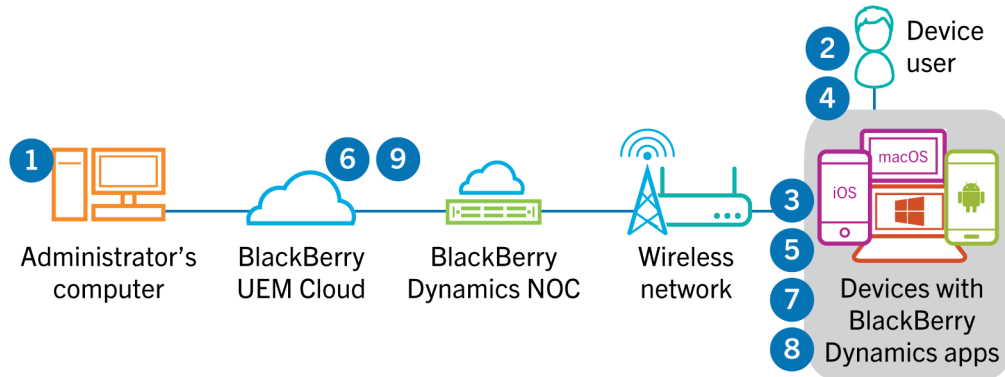 2
Device
user
4
1
6
9
macOS
iOS
3
Administrator's
computer
BlackBerry
UEM Cloud
BlackBerry
Dynamics NOC
Wireless
network
5
7
8
Devices with
BlackBerry
Dynamics apps